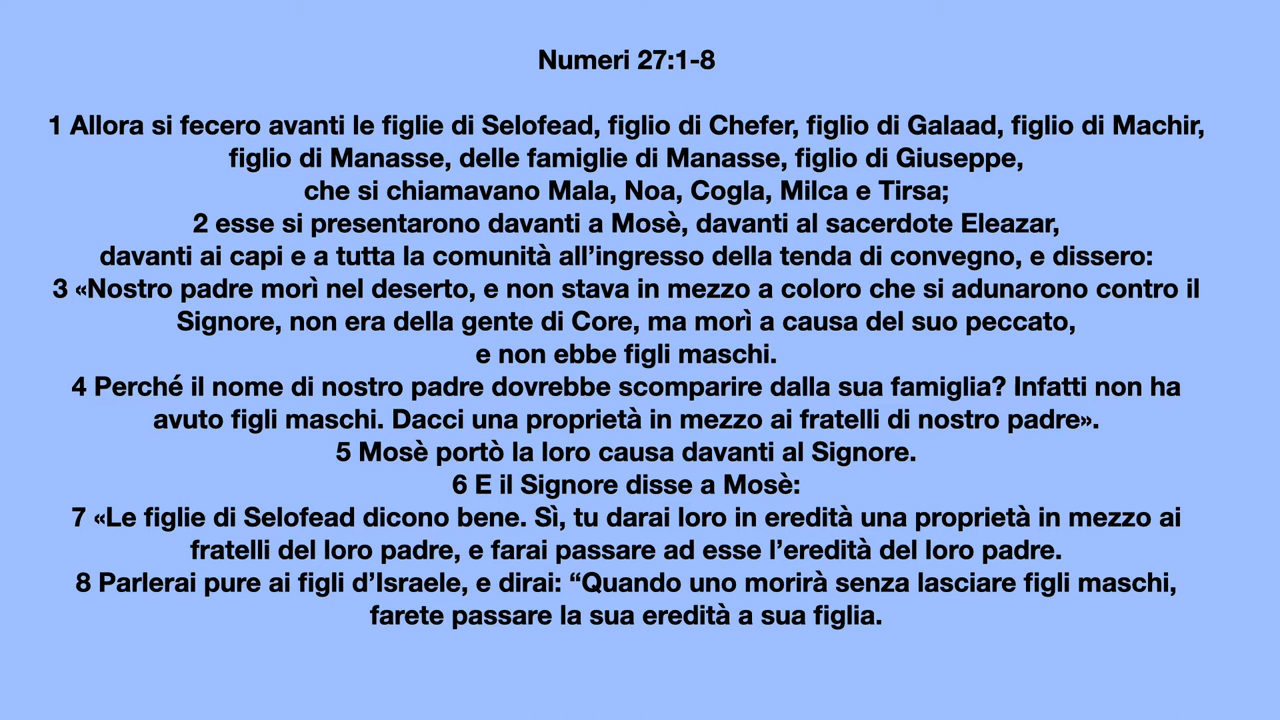 Numeri 27:1-8
1 Allora si fecero avanti le figlie di Selofead, figlio di Chefer, figlio di Galaad, figlio di Machir,
figlio di Manasse, delle famiglie di Manasse, figlio di Giuseppe,
che si chiamavano Mala, Noa, Cogla, Milca e Tirsa;
2 esse si presentarono davanti a Mosè, davanti al sacerdote Eleazar,
davanti ai capi e a tutta la comunità all’ingresso della tenda di convegno, e dissero:
3 «Nostro padre morì nel deserto, e non stava in mezzo a coloro che si adunarono contro il
Signore, non era della gente di Core, ma morì a causa del suo peccato,
e non ebbe figli maschi.
4 Perché il nome di nostro padre dovrebbe scomparire dalla sua famiglia? Infatti non ha
avuto figli maschi. Dacci una proprietà in mezzo ai fratelli di nostro padre».
5 Mosè portò la loro causa davanti al Signore.
6 E il Signore disse a Mosè:
7 «Le figlie di Selofead dicono bene. Sì, tu darai loro in eredità una proprietà in mezzo ai
fratelli del loro padre, e farai passare ad esse l’eredità del loro padre.
8 Parlerai pure ai figli d’Israele, e dirai: “Quando uno morirà senza lasciare figli maschi,
farete passare la sua eredità a sua figlia.